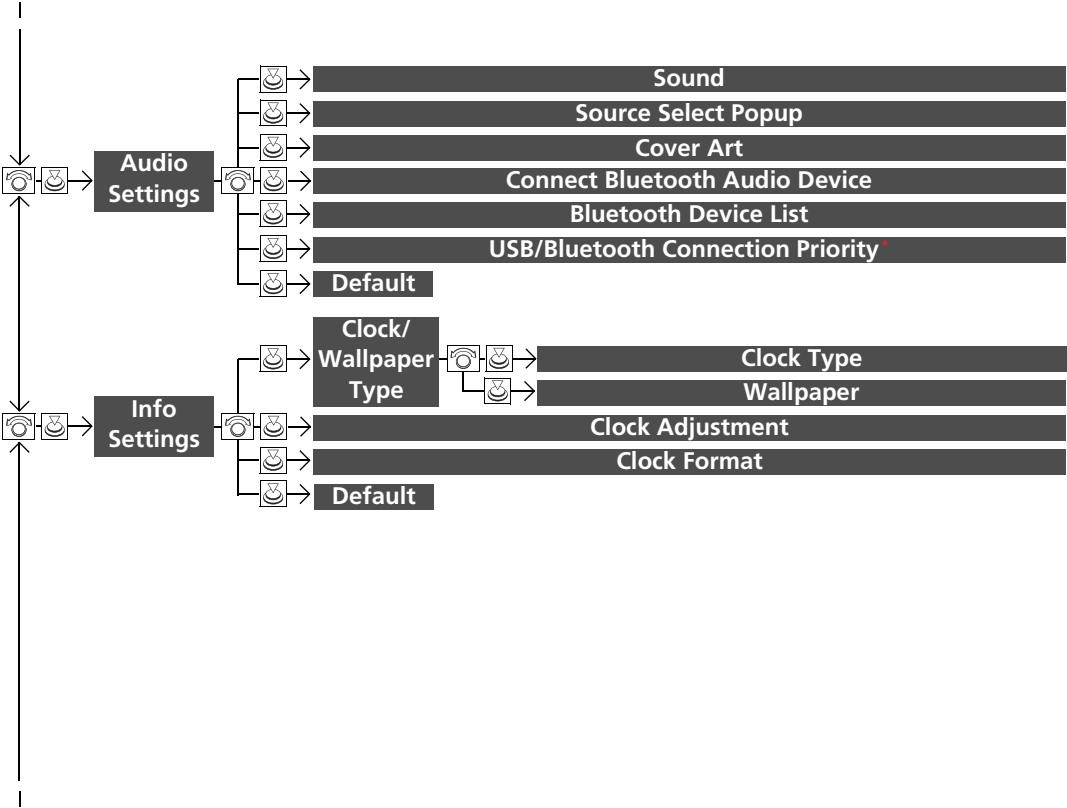 Audio
Settings
Sound
Source Select Popup
Cover Art
Connect Bluetooth Audio Device
Bluetooth Device List
USB/Bluetooth Connection Priority*
Default
Info
Settings
Clock/
Wallpaper
Type
Clock Type
Wallpaper
Clock Adjustment
Clock Format
Default